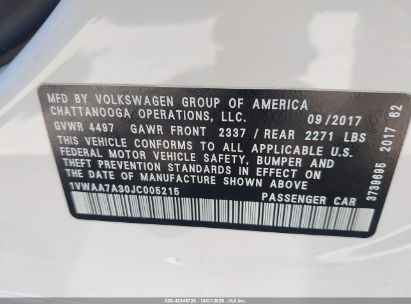 MFD BY VOLKSWAGEN GROUP OF AMERICA
CHATTANOOGA OPERATIONS, LLC. 09/2017
GVWR 4497 GAWR FRONT 2337/REAR 2271 LBS
THIS VEHICLE CONFORMS TO ALL APPLICABLE U.S.
FEDERAL MOTOR VEHICLE SAFETY, BUMPER AND
THEFT PREVENTION STANDARDS IN EFFECT ON THE
DATE OF MANUFACTURE SHOWN ABOVE.
1VWAA7A30JC005215
PASSENGER CAR
3739695 2017 62